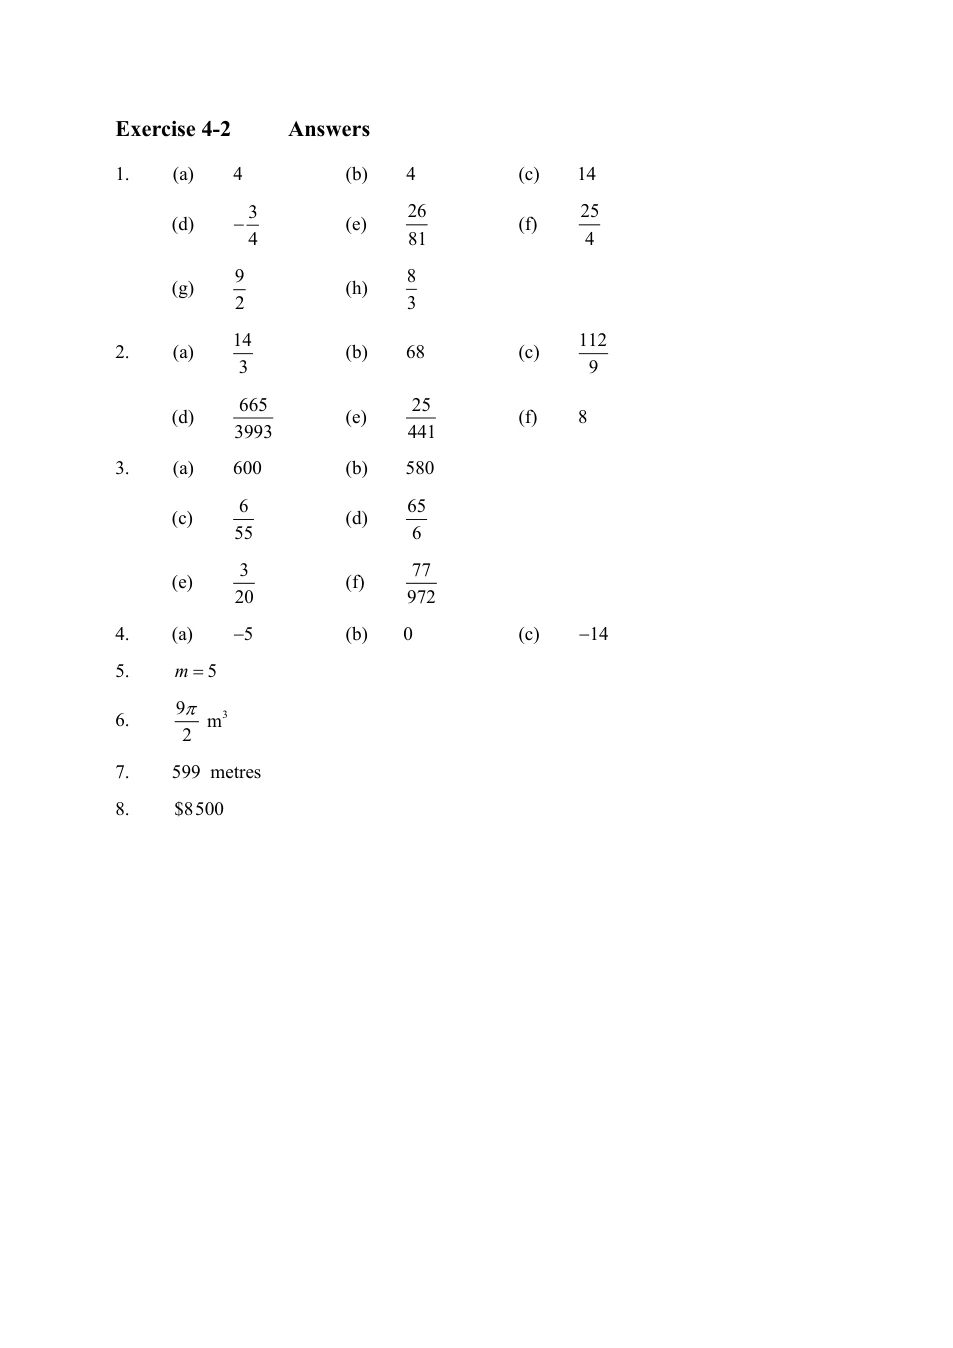 Exercise 4-2 Answers
1. (a) 4 (b) 4 (c) 14
(d) −3/4 (e) 26/81 (f) 25/4
(g) 9/2 (h) 8/3
2. (a) 14/3 (b) 68 (c) 112/9
(d) 665/3993 (e) 25/441 (f) 8
3. (a) 600 (b) 580
(c) 6/55 (d) 65/6
(e) 3/20 (f) 77/972
4. (a) −5 (b) 0 (c) −14
5. m = 5
6. 9π/2 m³
7. 599 metres
8. $8 500